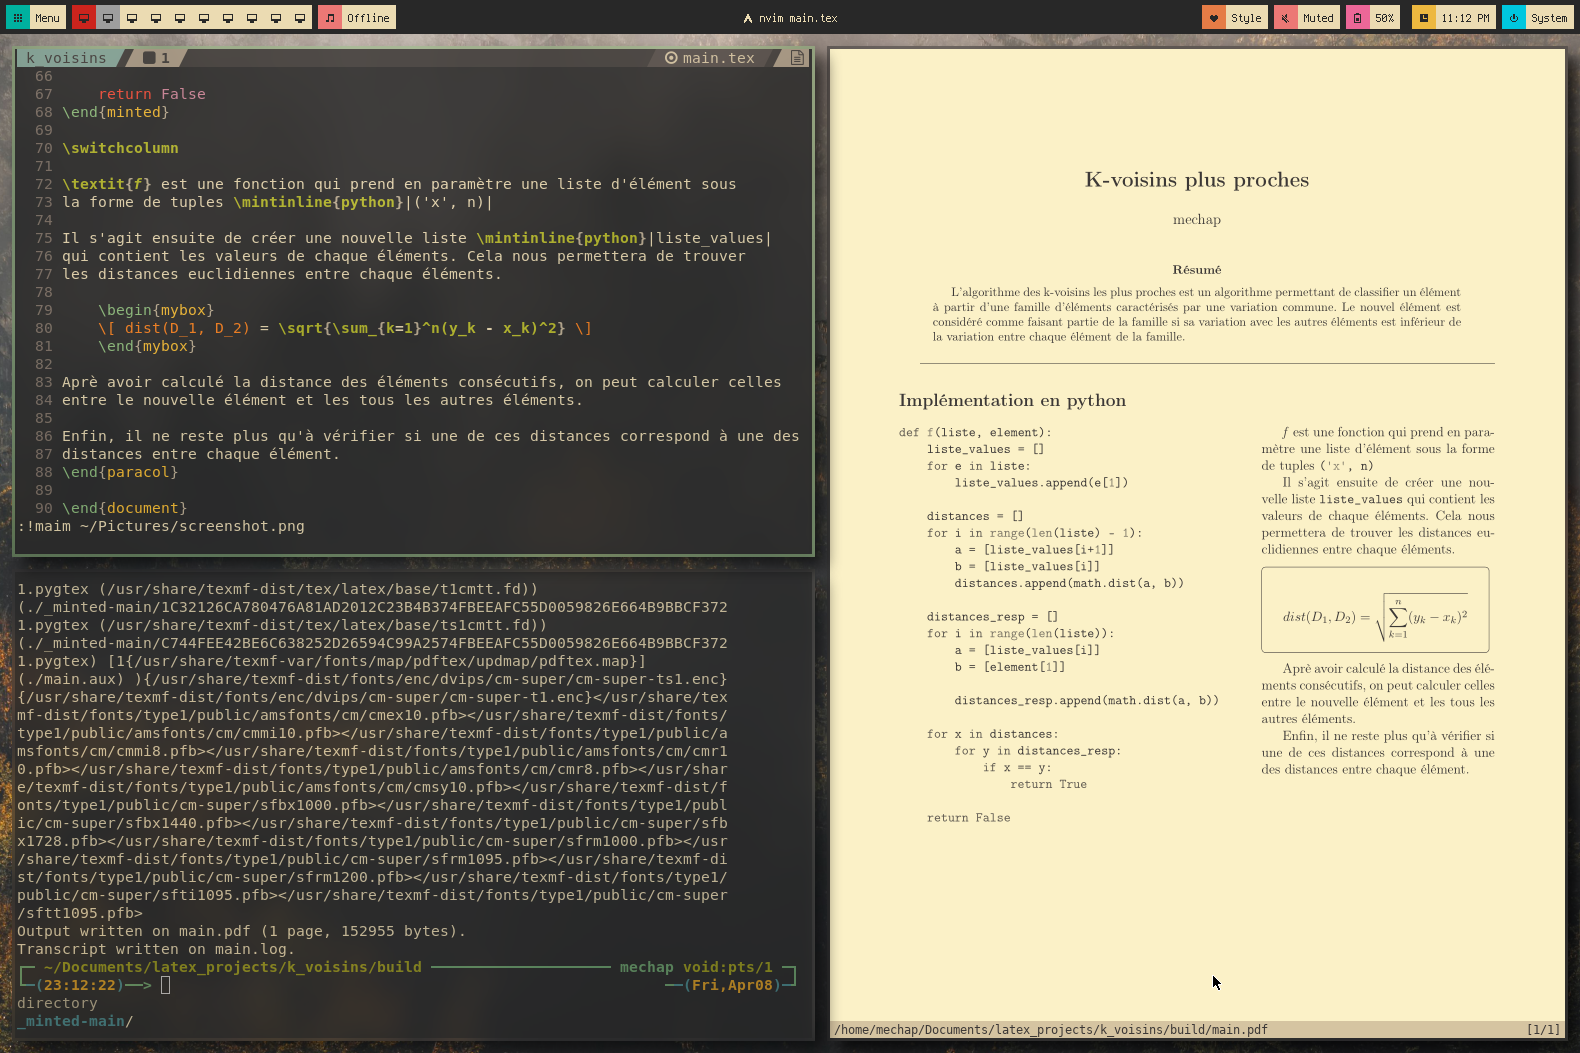 Menu
Offline
nvim main.tex
Style
Muted
50%
11:12 PM
System
k_voisins
1
main.tex
66
67 return False
68 \end{minted}
69
70 \switchcolumn
71
72 \textit{f} est une fonction qui prend en paramètre une liste d'élément sous
73 la forme de tuples \mintinline{python}|('x', n)|
74
75 Il s'agit ensuite de créer une nouvelle liste \mintinline{python}|liste_values|
76 qui contient les valeurs de chaque éléments. Cela nous permettera de trouver
77 les distances euclidiennes entre chaque éléments.
78
79 \begin{mybox}
80 \[ dist(D_1, D_2) = \sqrt{\sum_{k=1}^n(y_k - x_k)^2} \]
81 \end{mybox}
82
83 Aprè avoir calculé la distance des éléments consécutifs, on peut calculer celles
84 entre le nouvelle élément et les tous les autres éléments.
85
86 Enfin, il ne reste plus qu'à vérifier si une de ces distances correspond à une des
87 distances entre chaque élément.
88 \end{paracol}
89
90 \end{document}
:!maim ~/Pictures/screenshot.png
1.pygtex (/usr/share/texmf-dist/tex/latex/base/t1cmtt.fd))
(./_minted-main/1C32126CA780476A81AD2012C23B4B374FBEEAFC55D0059826E664B9BBCF372
1.pygtex) (/usr/share/texmf-dist/tex/latex/base/ts1cmtt.fd))
(./_minted-main/C744FEE42BE6C638252D26594C99A2574FBEEAFC55D0059826E664B9BBCF372
1.pygtex) [1{/usr/share/texmf-var/fonts/map/pdftex/updmap/pdftex.map}]
(./main.aux) ){/usr/share/texmf-dist/fonts/enc/dvips/cm-super/cm-super-ts1.enc}
{/usr/share/texmf-dist/fonts/enc/dvips/cm-super/cm-super-t1.enc}</usr/share/tex
mf-dist/fonts/type1/public/amsfonts/cm/cmex10.pfb></usr/share/texmf-dist/fonts/
type1/public/amsfonts/cm/cmmi10.pfb></usr/share/texmf-dist/fonts/type1/public/a
msfonts/cm/cmmi8.pfb></usr/share/texmf-dist/fonts/type1/public/amsfonts/cm/cmr1
0.pfb></usr/share/texmf-dist/fonts/type1/public/amsfonts/cm/cmr8.pfb></usr/shar
e/texmf-dist/fonts/type1/public/amsfonts/cm/cmsy10.pfb></usr/share/texmf-dist/f
onts/type1/public/cm-super/sfbx1000.pfb></usr/share/texmf-dist/fonts/type1/publ
ic/cm-super/sfbx1440.pfb></usr/share/texmf-dist/fonts/type1/public/cm-super/sfb
x1728.pfb></usr/share/texmf-dist/fonts/type1/public/cm-super/sfrm1000.pfb></usr
/share/texmf-dist/fonts/type1/public/cm-super/sfrm1095.pfb></usr/share/texmf-di
st/fonts/type1/public/cm-super/sfrm1200.pfb></usr/share/texmf-dist/fonts/type1/
public/cm-super/sfti1095.pfb></usr/share/texmf-dist/fonts/type1/public/cm-super
/sftt1095.pfb>
Output written on main.pdf (1 page, 152955 bytes).
Transcript written on main.log.
~/Documents/latex_projects/k_voisins/build mechap void:pts/1
(23:12:22)──> (Fri,Apr08)
directory
_minted-main/
K-voisins plus proches
mechap
Résumé
L'algorithme des k-voisins les plus proches est un algorithme permettant de classifier un élément
à partir d'une famille d'éléments caractérisés par une variation commune. Le nouvel élément est
considéré comme faisant partie de la famille si sa variation avec les autres éléments est inférieur de
la variation entre chaque élément de la famille.
Implémentation en python
def f(liste, element):
liste_values = []
for e in liste:
liste_values.append(e[1])
distances = []
for i in range(len(liste) - 1):
a = [liste_values[i+1]]
b = [liste_values[i]]
distances.append(math.dist(a, b))
distances_resp = []
for i in range(len(liste)):
a = [liste_values[i]]
b = [element[1]]
distances_resp.append(math.dist(a, b))
for x in distances:
for y in distances_resp:
if x == y:
return True
return False
f est une fonction qui prend en para-
mètre une liste d'élément sous la forme
de tuples ('x', n)
Il s'agit ensuite de créer une nou-
velle liste liste_values qui contient les
valeurs de chaque éléments. Cela nous
permettera de trouver les distances eu-
clidiennes entre chaque éléments.
dist(D₁, D₂) = √∑ₖ₌₁ⁿ(yₖ − xₖ)²
Aprè avoir calculé la distance des élé-
ments consécutifs, on peut calculer celles
entre le nouvelle élément et les tous les
autres éléments.
Enfin, il ne reste plus qu'à vérifier si
une de ces distances correspond à une
des distances entre chaque élément.
/home/mechap/Documents/latex_projects/k_voisins/build/main.pdf [1/1]